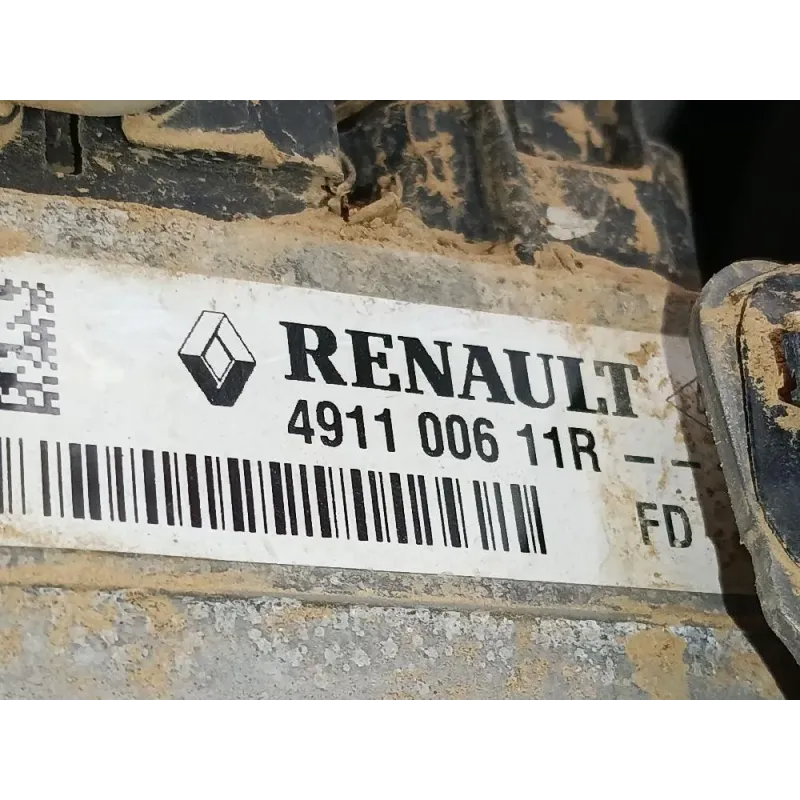 RENAULT
4911 006 11R --
FD